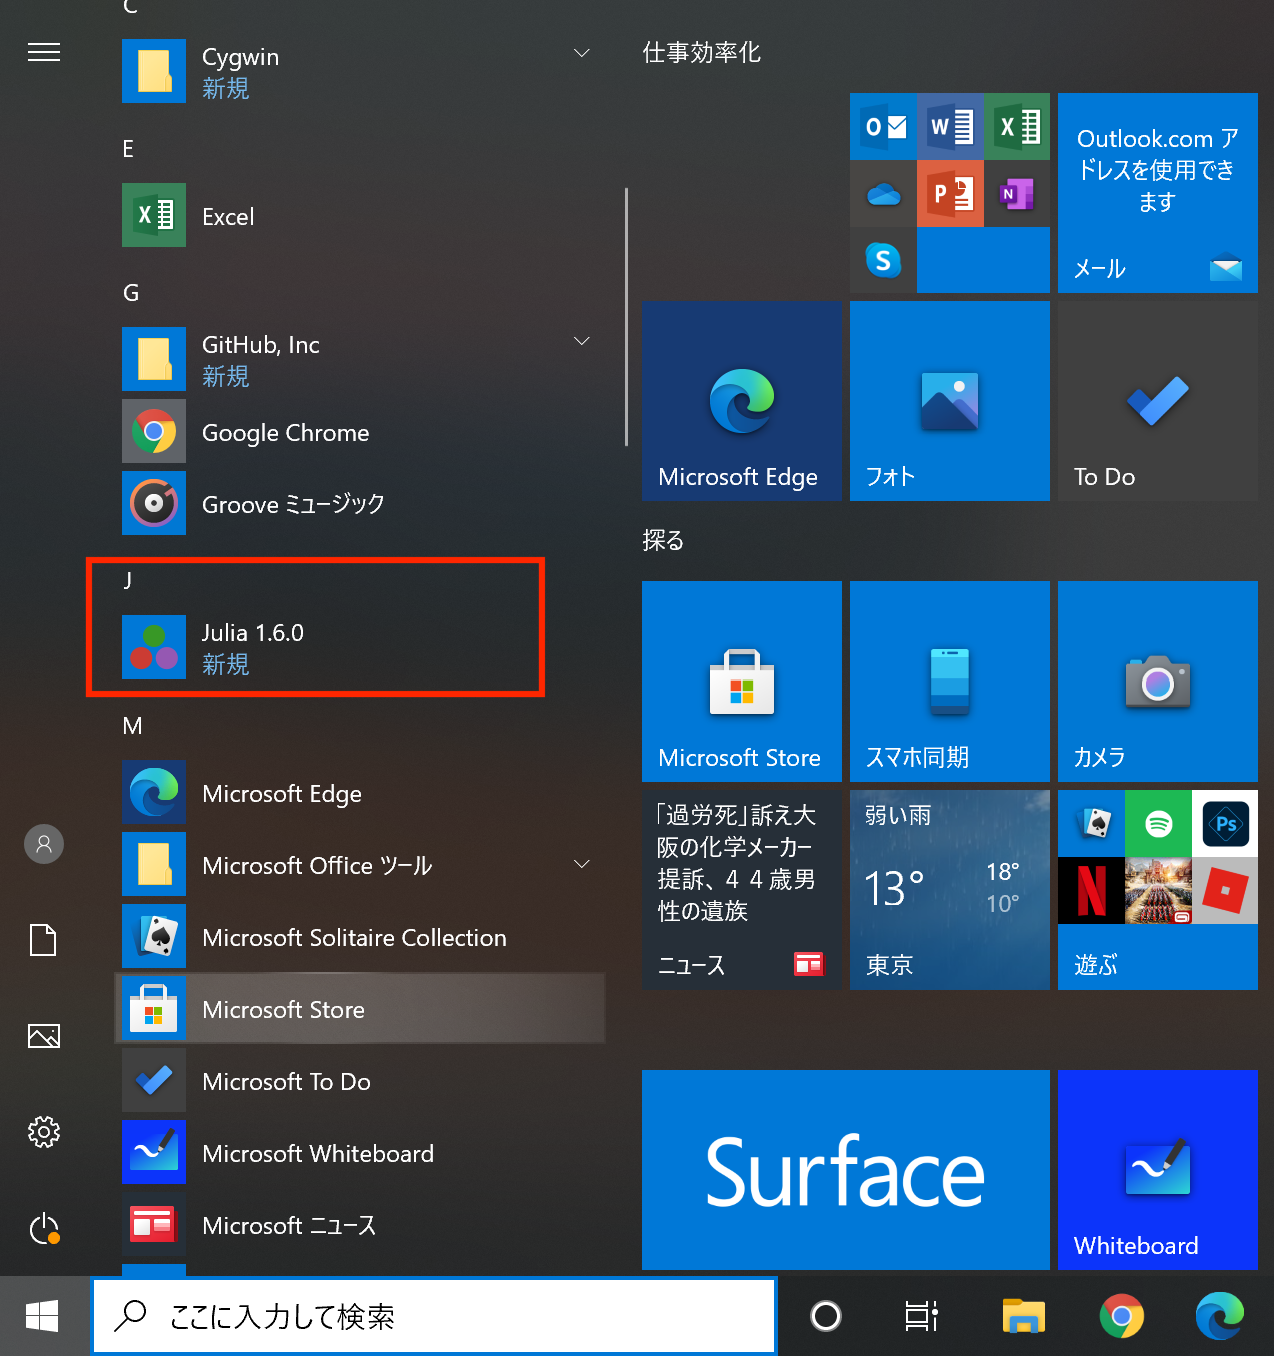 C
Cygwin
新規
E
Excel
G
GitHub, Inc
新規
Google Chrome
Groove ミュージック
J
Julia 1.6.0
新規
M
Microsoft Edge
Microsoft Office ツール
Microsoft Solitaire Collection
Microsoft Store
Microsoft To Do
Microsoft Whiteboard
Microsoft ニュース
仕事効率化
Outlook.com ア
ドレスを使用でき
ます
メール
Microsoft Edge
フォト
To Do
探る
Microsoft Store
スマホ同期
カメラ
「過労死」訴え大
阪の化学メーカー
提訴、４４歳男
性の遺族
ニュース
弱い雨
13°
18°
10°
東京
Ps
遊ぶ
Surface
Whiteboard
ここに入力して検索